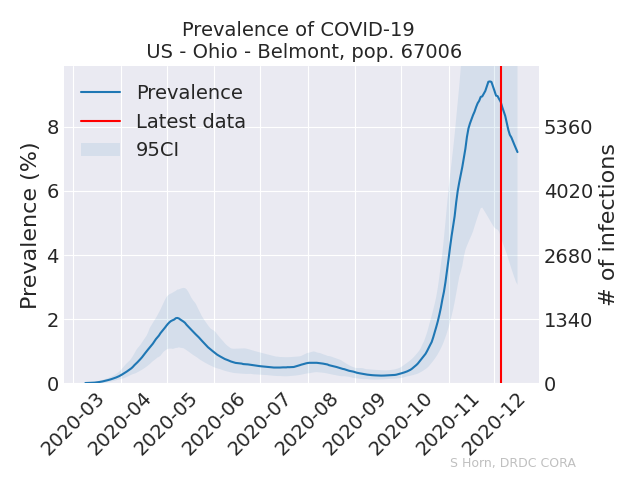 Prevalence of COVID-19
US - Ohio - Belmont, pop. 67006
Prevalence
Latest data
95CI
Prevalence (%)
8
6
4
2
0
5360
4020
2680
1340
0
# of infections
2020-03
2020-04
2020-05
2020-06
2020-07
2020-08
2020-09
2020-10
2020-11
2020-12
S Horn, DRDC CORA